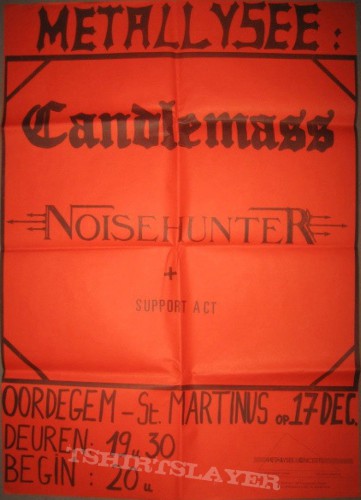 METALLYSEE:
Candlemass
NOISEHUNTER
+
SUPPORT ACT
OORDEGEM - St. MARTINUS OP 17 DEC.
DEUREN: 19u30
BEGIN: 20u
TSHIRTSLAYER